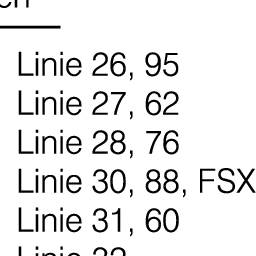 Linie 26, 95
Linie 27, 62
Linie 28, 76
Linie 30, 88, FSX
Linie 31, 60